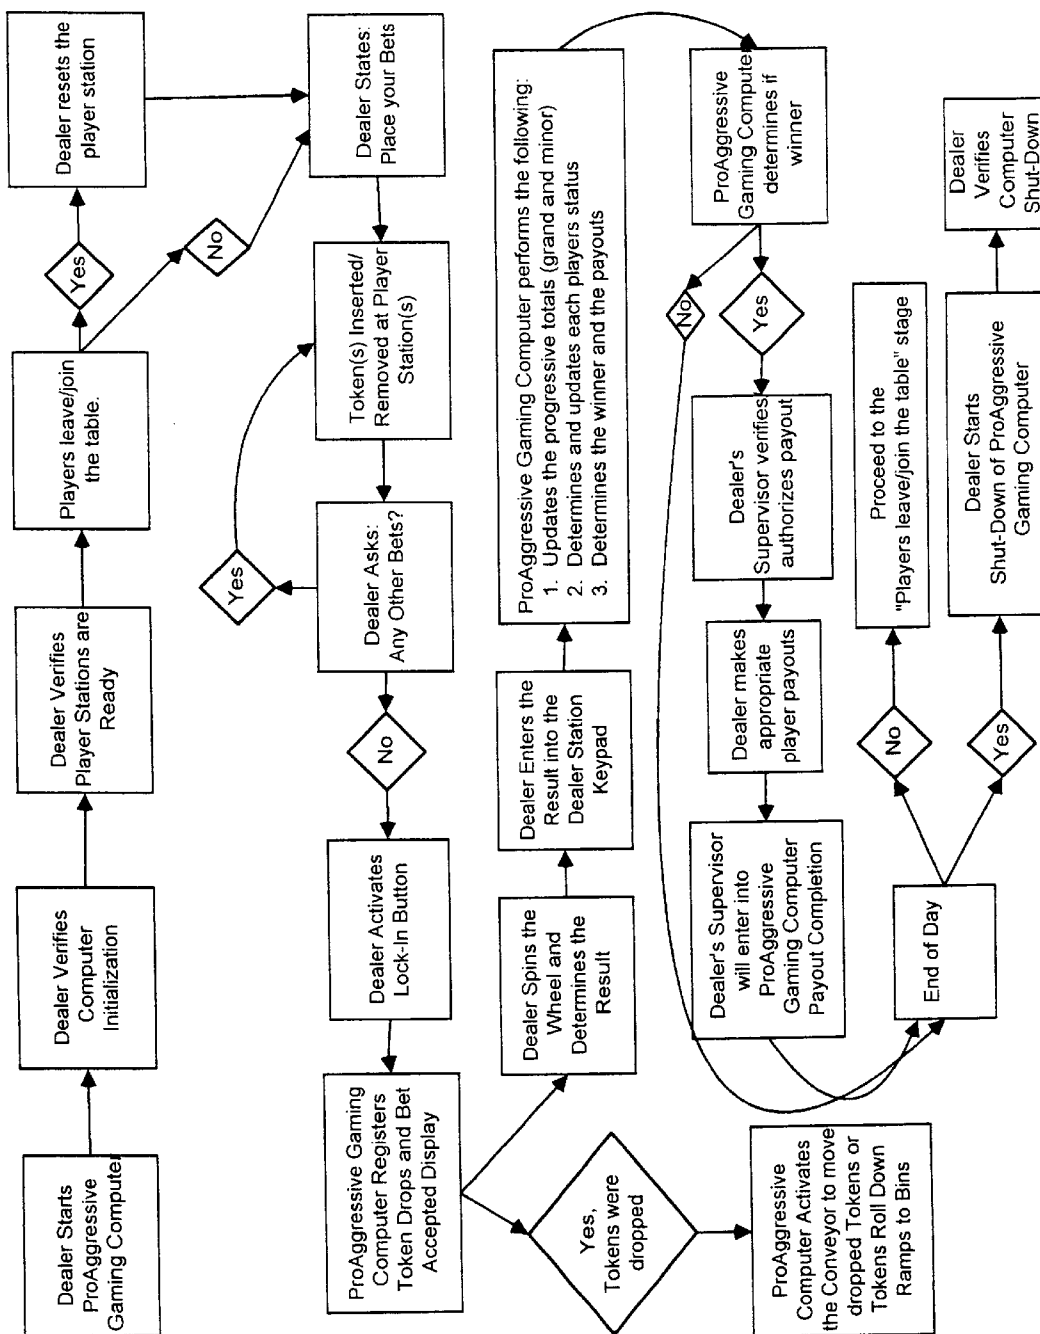 Dealer Starts
ProAggressive
Gaming Computer
Dealer Verifies
Computer
Initialization
Dealer Verifies
Player Stations are
Ready
Players leave/join
the table.
Yes
No
Dealer resets the
player station
Dealer States:
Place your Bets
Token(s) Inserted/
Removed at Player
Station(s)
Dealer Asks:
Any Other Bets?
Yes
No
Dealer Activates
Lock-In Button
ProAggressive Gaming
Computer Registers
Token Drops and Bet
Accepted Display
Yes,
Tokens were
dropped
ProAggressive
Computer Activates
the Conveyor to move
dropped Tokens or
Tokens Roll Down
Ramps to Bins
Dealer Spins the
Wheel and
Determines the
Result
Dealer Enters the
Result into the
Dealer Station
Keypad
ProAggressive Gaming Computer performs the following:
1. Updates the progressive totals (grand and minor)
2. Determines and updates each players status
3. Determines the winner and the payouts
ProAggressive
Gaming Computer
determines if
winner
No
Yes
Dealer's
Supervisor verifies
authorizes payout
Dealer makes
appropriate
player payouts
Dealer's Supervisor
will enter into
ProAggressive
Gaming Computer
Payout Completion
End of Day
No
Yes
Proceed to the
"Players leave/join the table" stage
Dealer Starts
Shut-Down of ProAggressive
Gaming Computer
Dealer
Verifies
Computer
Shut-Down